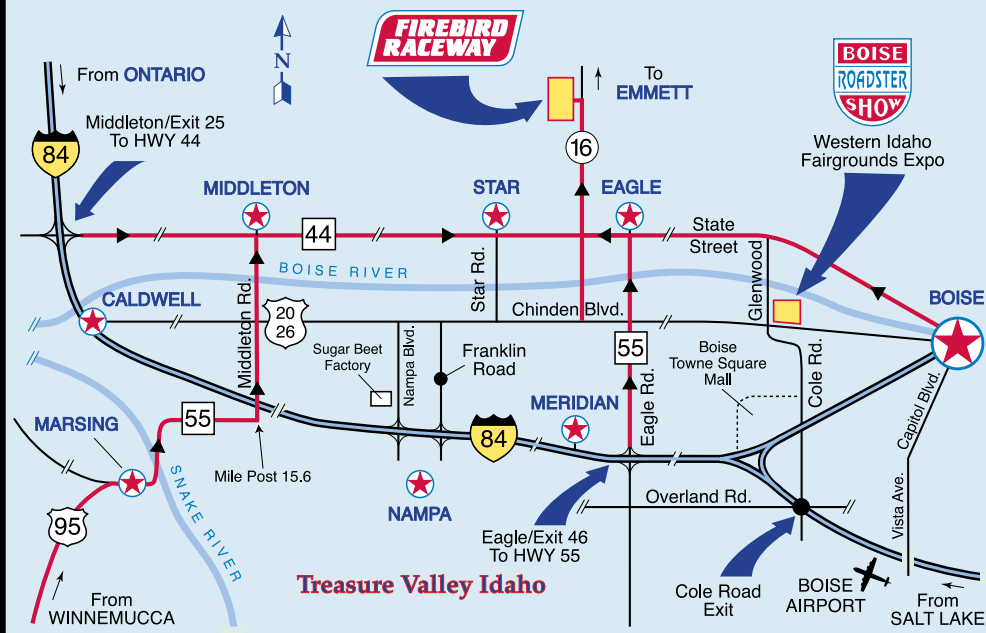 FIREBIRD
RACEWAY
BOISE
ROADSTER
SHOW
From ONTARIO
N
To
EMMETT
Middleton/Exit 25
To HWY 44
84
16
Western Idaho
Fairgrounds Expo
MIDDLETON
STAR
EAGLE
44
State
Street
BOISE RIVER
Star Rd.
Glenwood
CALDWELL
Middleton Rd.
20
26
Chinden Blvd.
BOISE
Sugar Beet
Factory
Nampa Blvd.
Franklin
Road
55
Eagle Rd.
Boise
Towne Square
Mall
Cole Rd.
Capitol Blvd.
MARSING
55
MERIDIAN
84
Mile Post 15.6
SNAKE RIVER
NAMPA
Overland Rd.
Vista Ave.
95
Eagle/Exit 46
To HWY 55
Treasure Valley Idaho
Cole Road
Exit
BOISE
AIRPORT
From
WINNEMUCCA
From
SALT LAKE